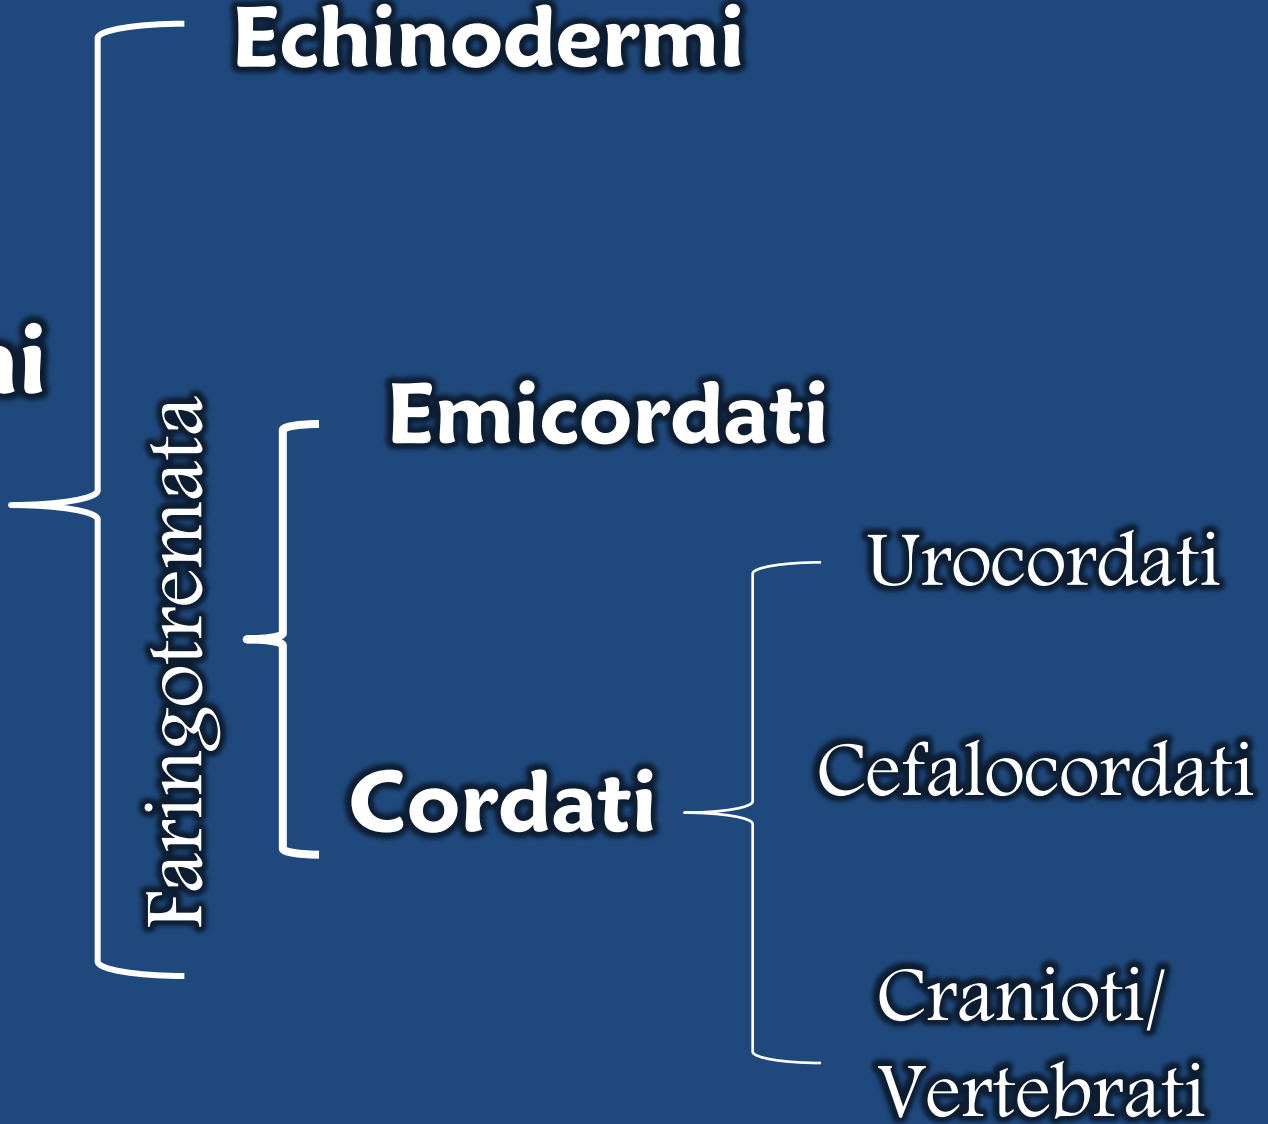 Echinodermi
Faringotremata
Emicordati
Cordati
Urocordati
Cefalocordati
Cranioti/
Vertebrati